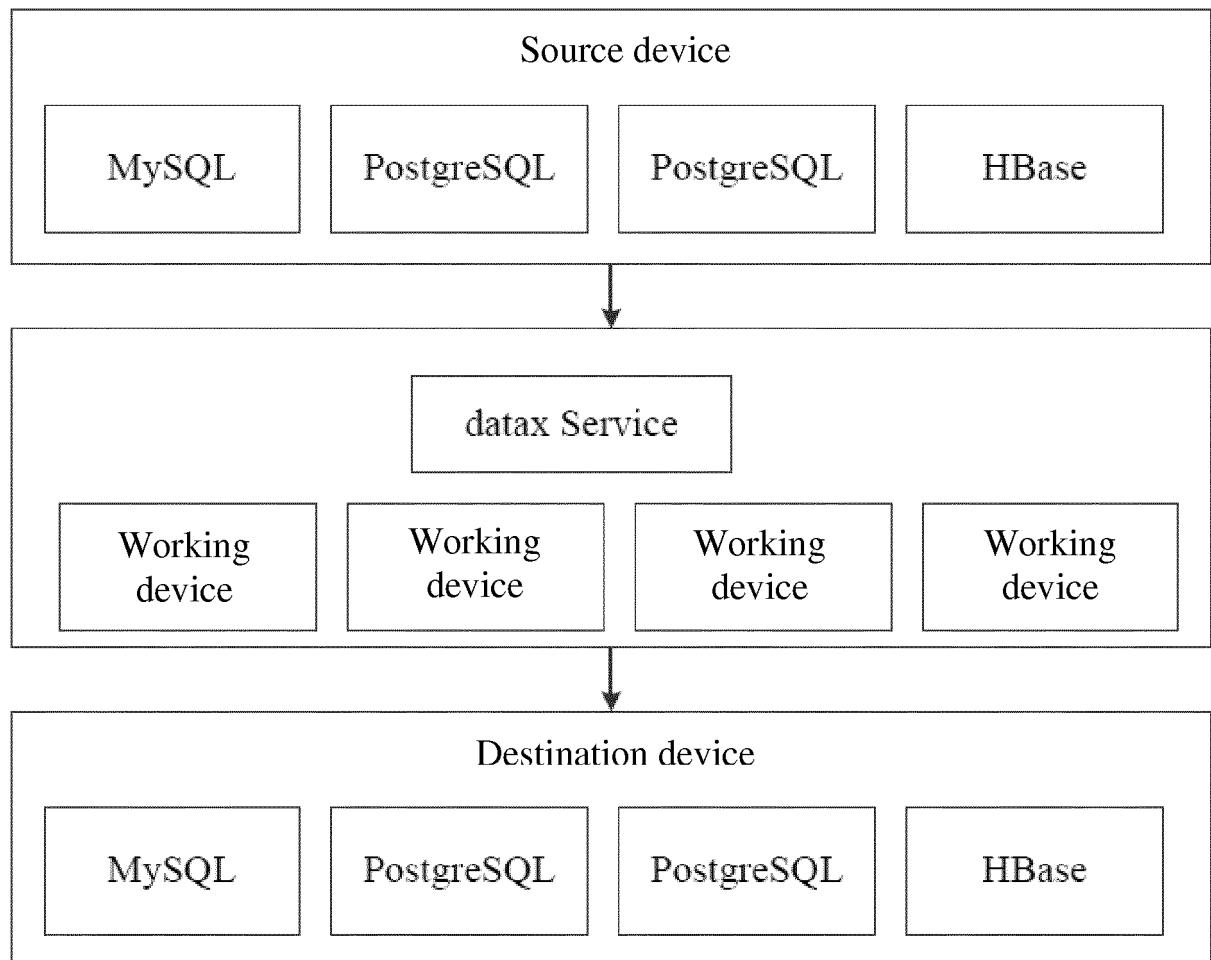 Source device
MySQL
PostgreSQL
PostgreSQL
HBase
datax Service
Working
device
Working
device
Working
device
Working
device
Destination device
MySQL
PostgreSQL
PostgreSQL
HBase